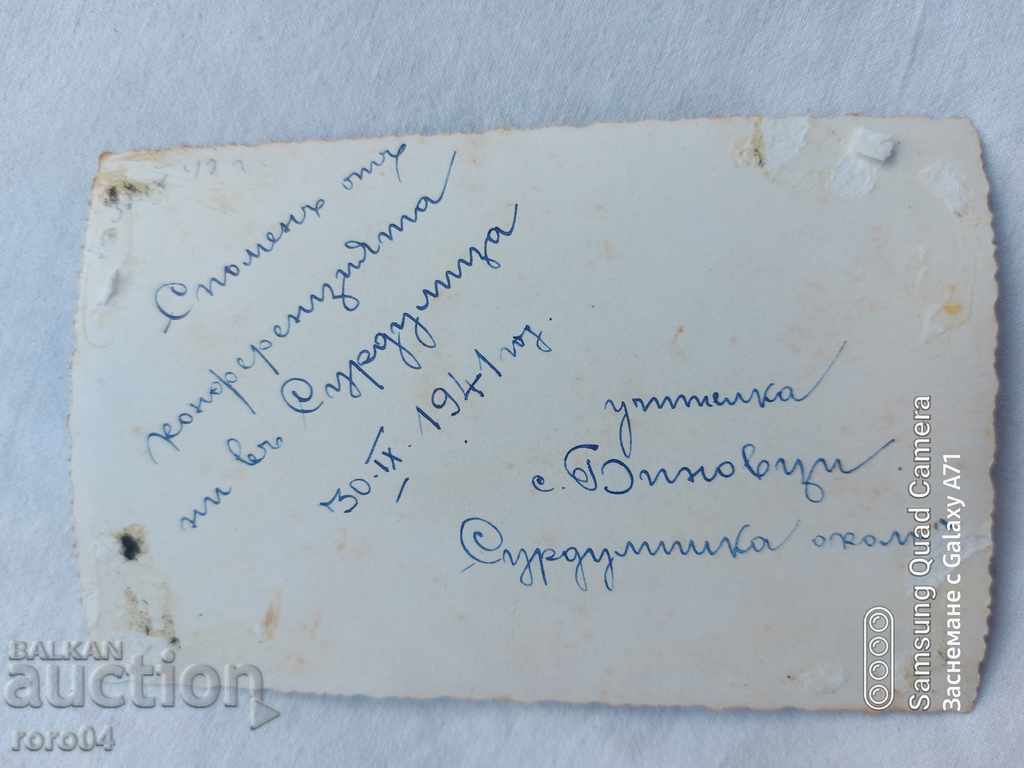 Споменъ отъ
конференцията
ни въ Сурдулица
30.IX.1941 год.
учителка
с. Биновци
Сурдулишка окол
BALKAN
auction
roro04
Samsung Quad Camera
Заснемане с Galaxy A71